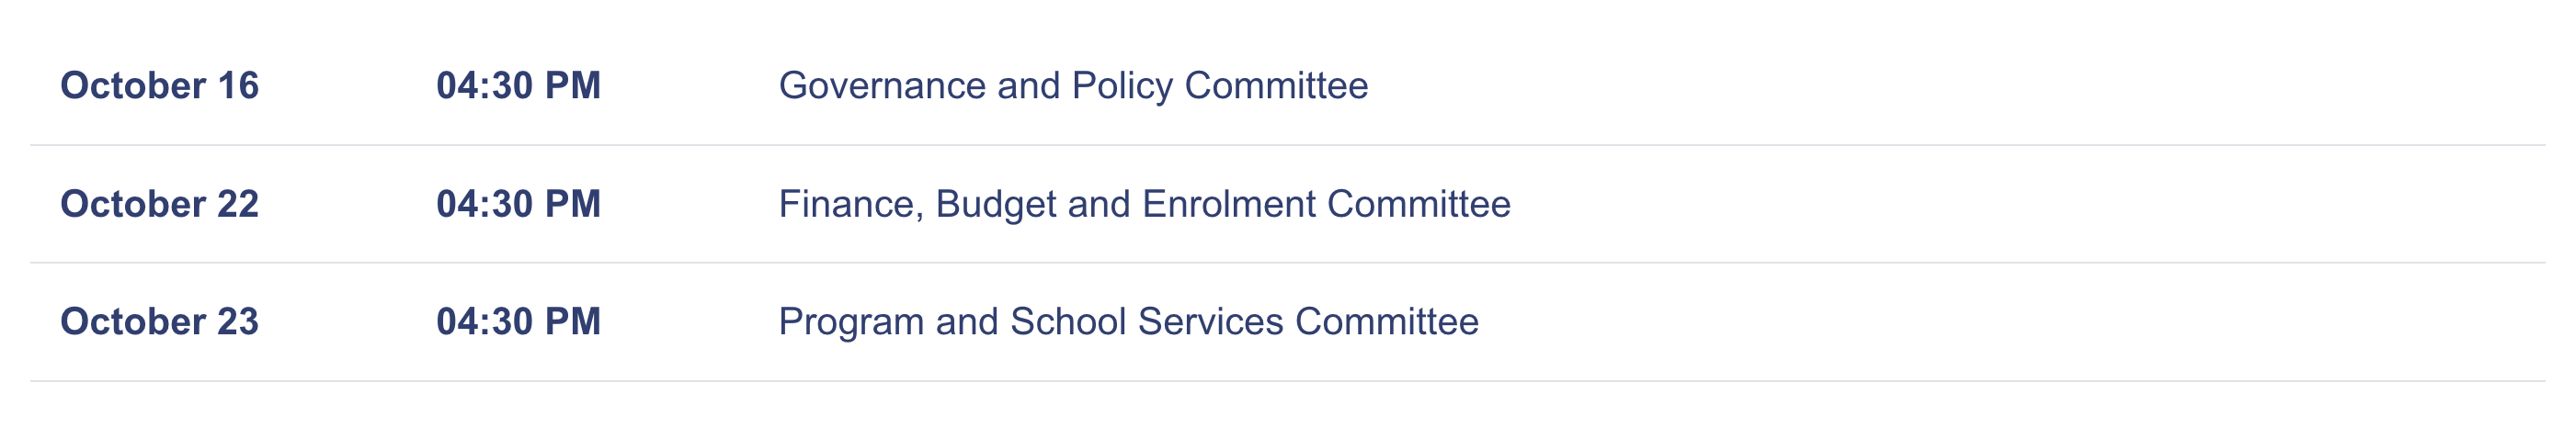 October 16 04:30 PM Governance and Policy Committee
October 22 04:30 PM Finance, Budget and Enrolment Committee
October 23 04:30 PM Program and School Services Committee